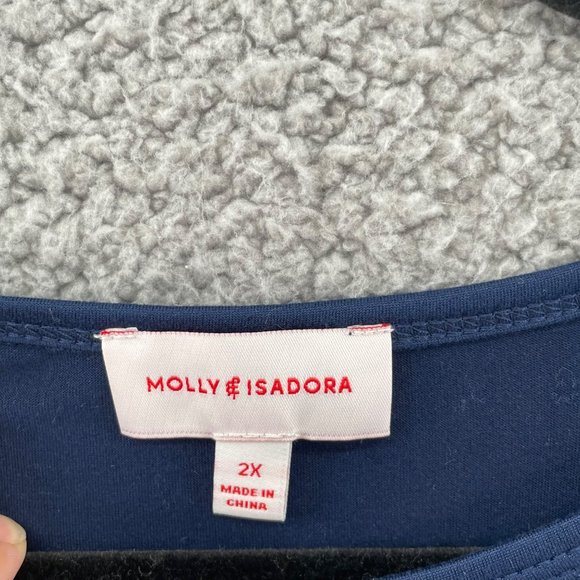 MOLLY & ISADORA
2X
MADE IN
CHINA